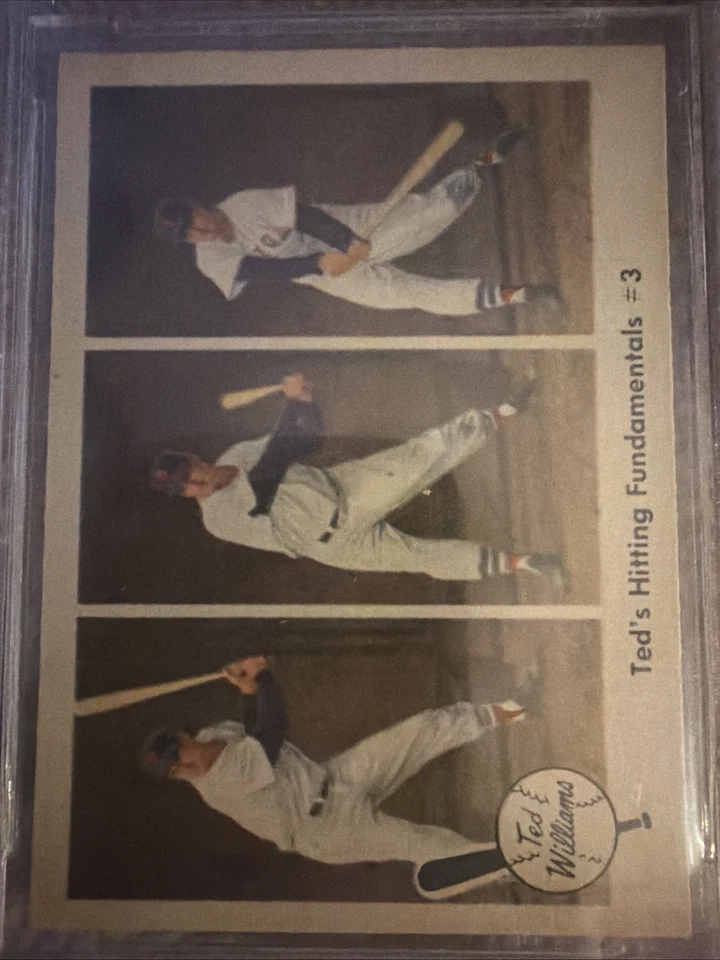 Ted
Williams
Ted's Hitting Fundamentals #3